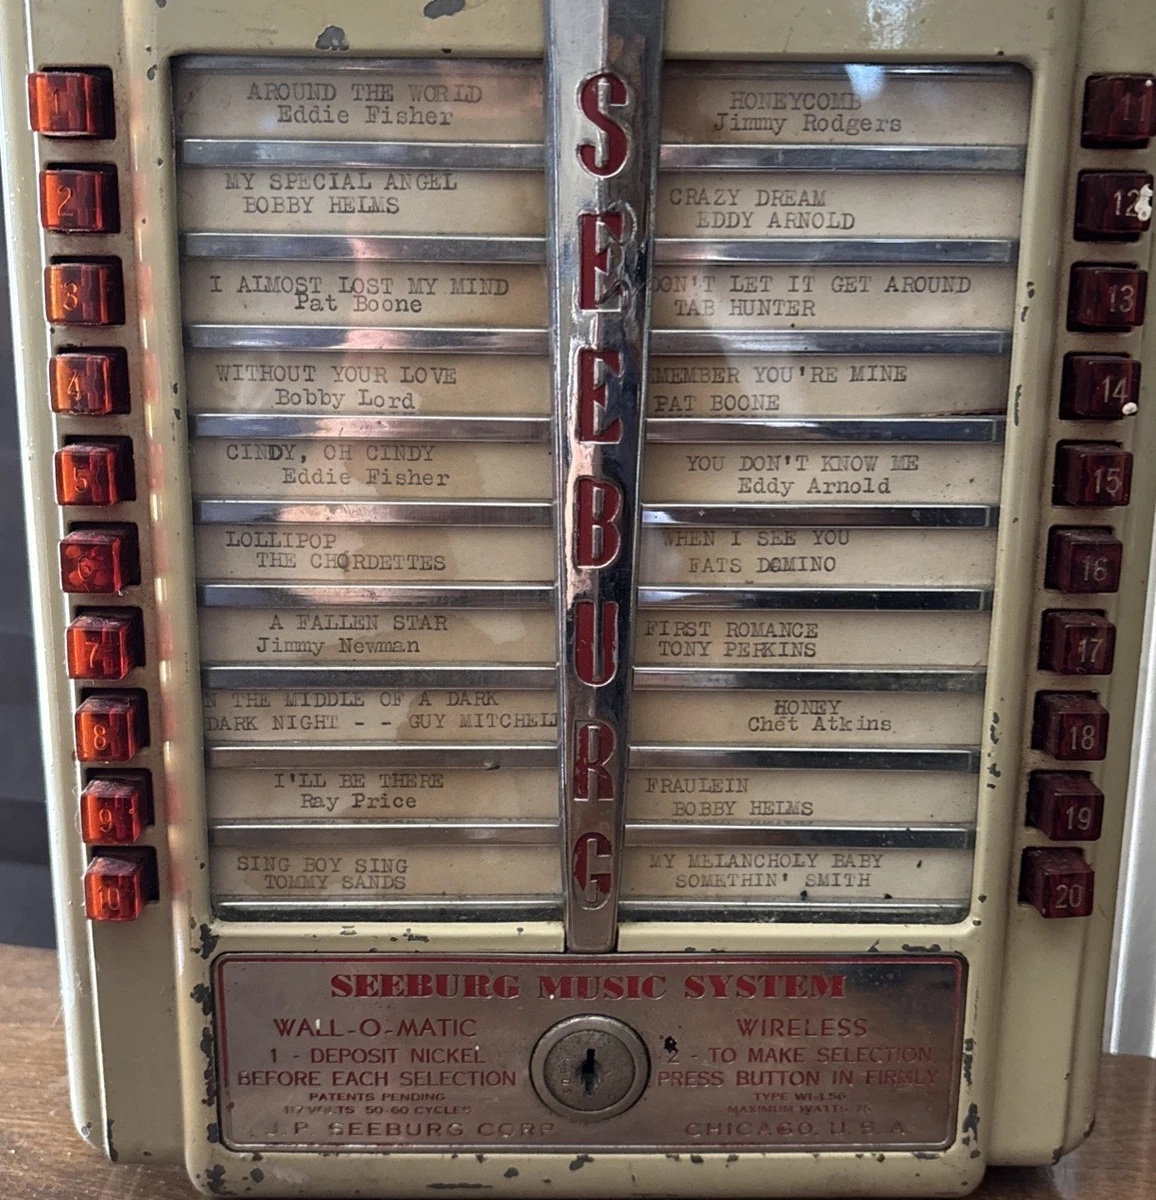 1
AROUND THE WORLD
Eddie Fisher
2
MY SPECIAL ANGEL
BOBBY HELMS
3
I ALMOST LOST MY MIND
Pat Boone
4
WITHOUT YOUR LOVE
Bobby Lord
5
CINDY, OH CINDY
Eddie Fisher
6
LOLLIPOP
THE CHORDETTES
7
A FALLEN STAR
Jimmy Newman
8
N THE MIDDLE OF A DARK
DARK NIGHT - - GUY MITCHELL
9
I'LL BE THERE
Ray Price
SING BOY SING
TOMMY SANDS
SEEBURG
HONEYCOMB
Jimmy Rodgers
11
CRAZY DREAM
EDDY ARNOLD
12
DON'T LET IT GET AROUND
TAB HUNTER
13
MEMBER YOU'RE MINE
PAT BOONE
14
YOU DON'T KNOW ME
Eddy Arnold
15
WHEN I SEE YOU
FATS DOMINO
16
FIRST ROMANCE
TONY PERKINS
17
HONEY
Chet Atkins
18
FRAULEIN
BOBBY HELMS
19
MY MELANCHOLY BABY
SOMETHIN' SMITH
20
SEEBURG MUSIC SYSTEM
WALL-O-MATIC
1 - DEPOSIT NICKEL
BEFORE EACH SELECTION
PATENTS PENDING
117 VOLTS 50-60 CYCLES
J. P. SEEBURG CORP.
WIRELESS
2 - TO MAKE SELECTION
PRESS BUTTON IN FIRMLY
TYPE WI-L56
MAXIMUM WATTS
CHICAGO, U.S.A.